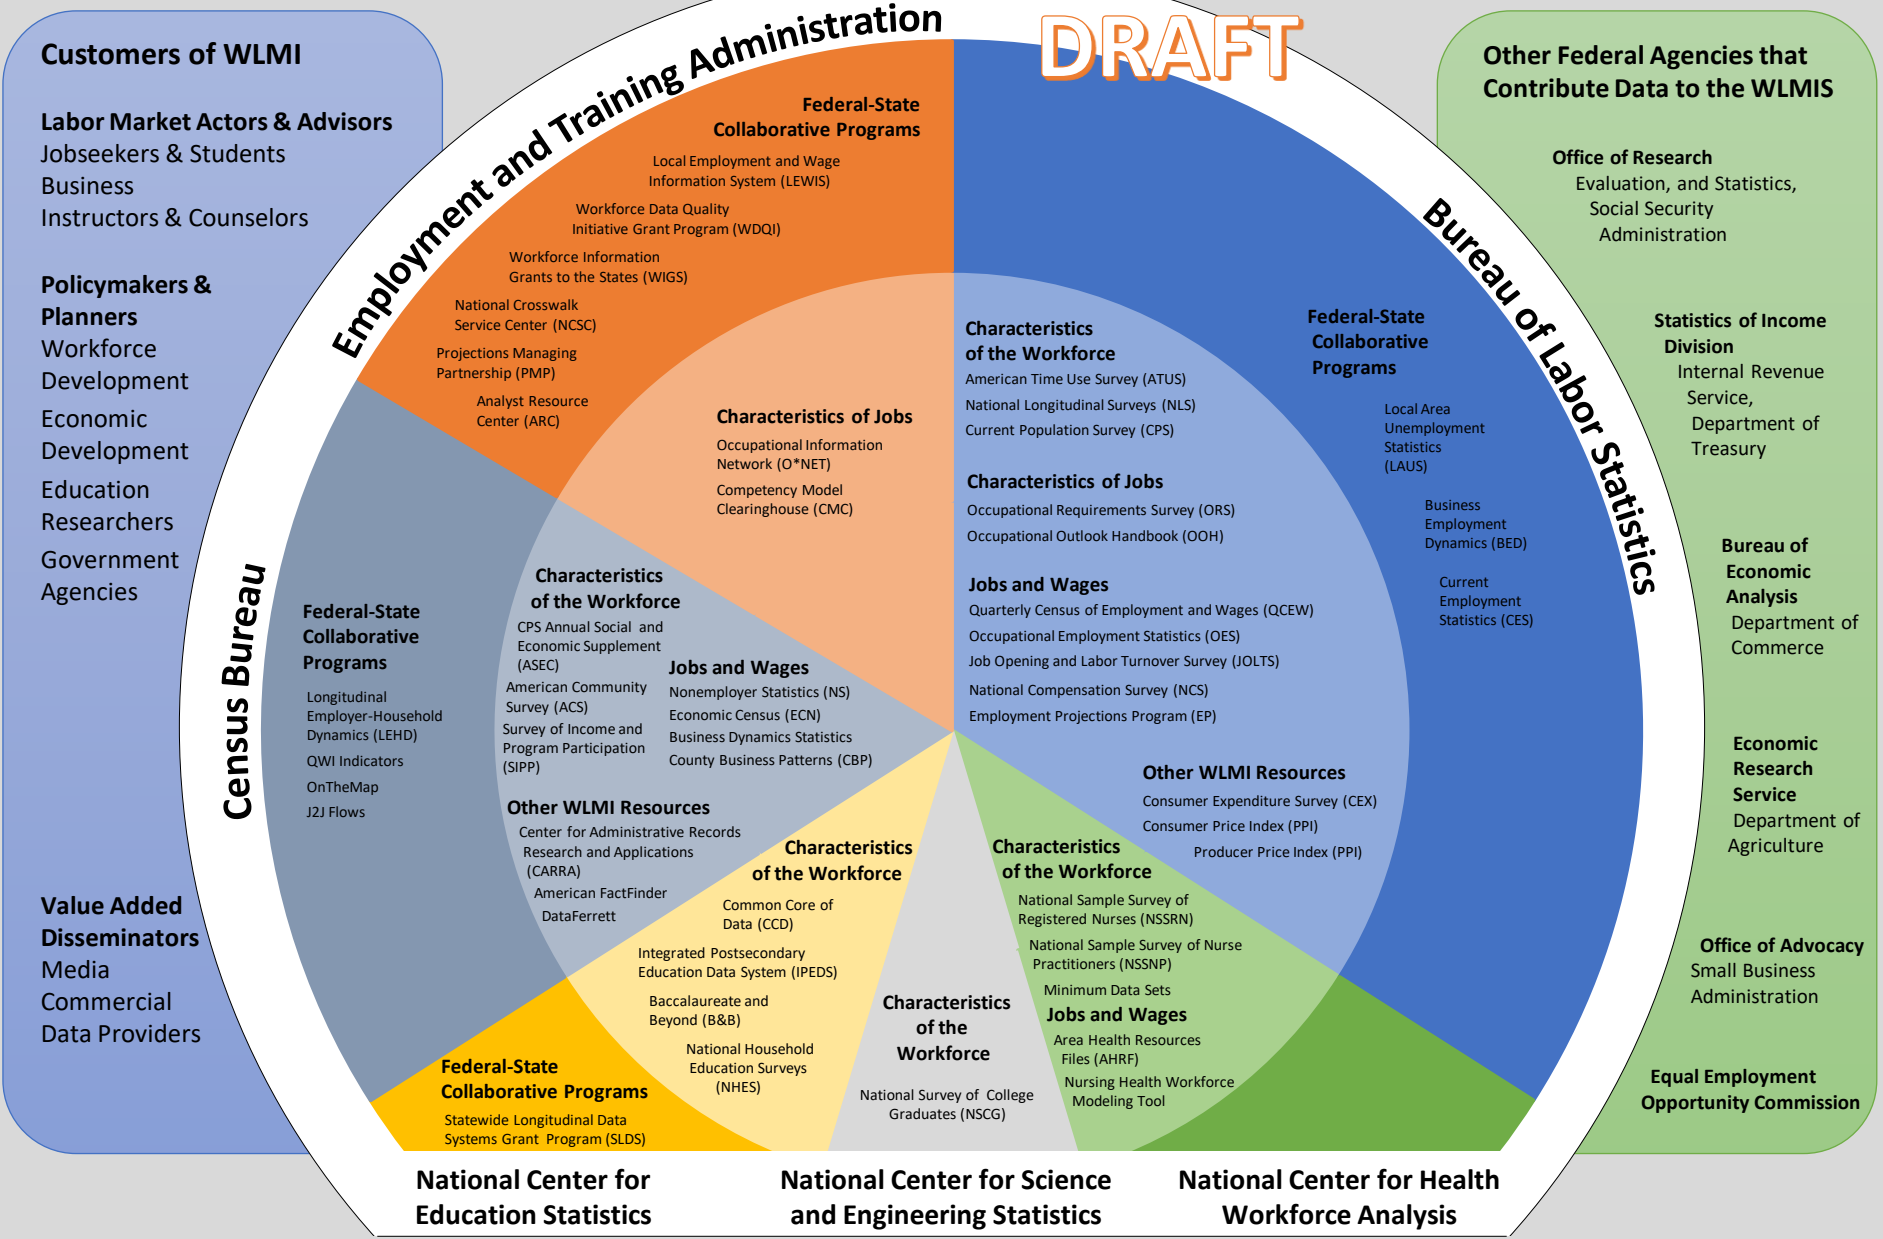 DRAFT
Customers of WLMI
Labor Market Actors & Advisors
Jobseekers & Students
Business
Instructors & Counselors
Policymakers &
Planners
Workforce
Development
Economic
Development
Education
Researchers
Government
Agencies
Value Added
Disseminators
Media
Commercial
Data Providers
Employment and Training Administration
Federal-State
Collaborative Programs
Local Employment and Wage
Information System (LEWIS)
Workforce Data Quality
Initiative Grant Program (WDQI)
Workforce Information
Grants to the States (WIGS)
National Crosswalk
Service Center (NCSC)
Projections Managing
Partnership (PMP)
Analyst Resource
Center (ARC)
Characteristics of Jobs
Occupational Information
Network (O*NET)
Competency Model
Clearinghouse (CMC)
Bureau of Labor Statistics
Characteristics
of the Workforce
American Time Use Survey (ATUS)
National Longitudinal Surveys (NLS)
Current Population Survey (CPS)
Characteristics of Jobs
Occupational Requirements Survey (ORS)
Occupational Outlook Handbook (OOH)
Jobs and Wages
Quarterly Census of Employment and Wages (QCEW)
Occupational Employment Statistics (OES)
Job Opening and Labor Turnover Survey (JOLTS)
National Compensation Survey (NCS)
Employment Projections Program (EP)
Other WLMI Resources
Consumer Expenditure Survey (CEX)
Consumer Price Index (PPI)
Producer Price Index (PPI)
Federal-State
Collaborative
Programs
Local Area
Unemployment
Statistics
(LAUS)
Business
Employment
Dynamics (BED)
Current
Employment
Statistics (CES)
Census Bureau
Federal-State
Collaborative
Programs
Longitudinal
Employer-Household
Dynamics (LEHD)
QWI Indicators
OnTheMap
J2J Flows
Characteristics
of the Workforce
CPS Annual Social and
Economic Supplement
(ASEC)
American Community
Survey (ACS)
Survey of Income and
Program Participation
(SIPP)
Jobs and Wages
Nonemployer Statistics (NS)
Economic Census (ECN)
Business Dynamics Statistics
County Business Patterns (CBP)
Other WLMI Resources
Center for Administrative Records
Research and Applications
(CARRA)
American FactFinder
DataFerrett
Characteristics
of the Workforce
Common Core of
Data (CCD)
Integrated Postsecondary
Education Data System (IPEDS)
Baccalaureate and
Beyond (B&B)
National Household
Education Surveys
(NHES)
Federal-State
Collaborative Programs
Statewide Longitudinal Data
Systems Grant Program (SLDS)
National Center for
Education Statistics
Characteristics
of the
Workforce
National Survey of College
Graduates (NSCG)
National Center for Science
and Engineering Statistics
Characteristics
of the Workforce
National Sample Survey of
Registered Nurses (NSSRN)
National Sample Survey of Nurse
Practitioners (NSSNP)
Minimum Data Sets
Jobs and Wages
Area Health Resources
Files (AHRF)
Nursing Health Workforce
Modeling Tool
National Center for Health
Workforce Analysis
Other Federal Agencies that
Contribute Data to the WLMIS
Office of Research
Evaluation, and Statistics,
Social Security
Administration
Statistics of Income
Division
Internal Revenue
Service,
Department of
Treasury
Bureau of
Economic
Analysis
Department of
Commerce
Economic
Research
Service
Department of
Agriculture
Office of Advocacy
Small Business
Administration
Equal Employment
Opportunity Commission